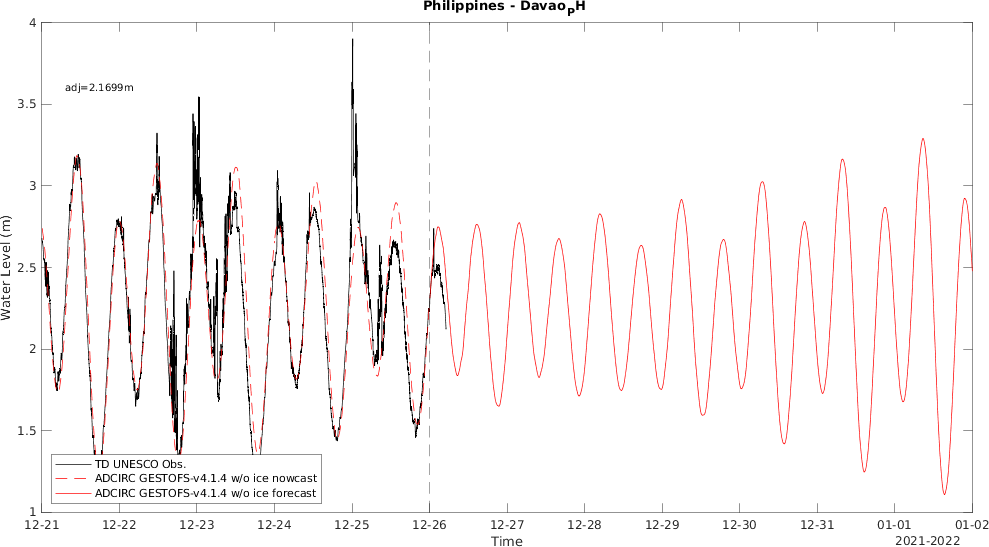 Philippines - Davao_pH
adj=2.1699m
Water Level (m)
4
3.5
3
2.5
2
1.5
1
TD UNESCO Obs.
ADCIRC GESTOFS-v4.1.4 w/o ice nowcast
ADCIRC GESTOFS-v4.1.4 w/o ice forecast
12-21 12-22 12-23 12-24 12-25 12-26 12-27 12-28 12-29 12-30 12-31 01-01 01-02
Time
2021-2022